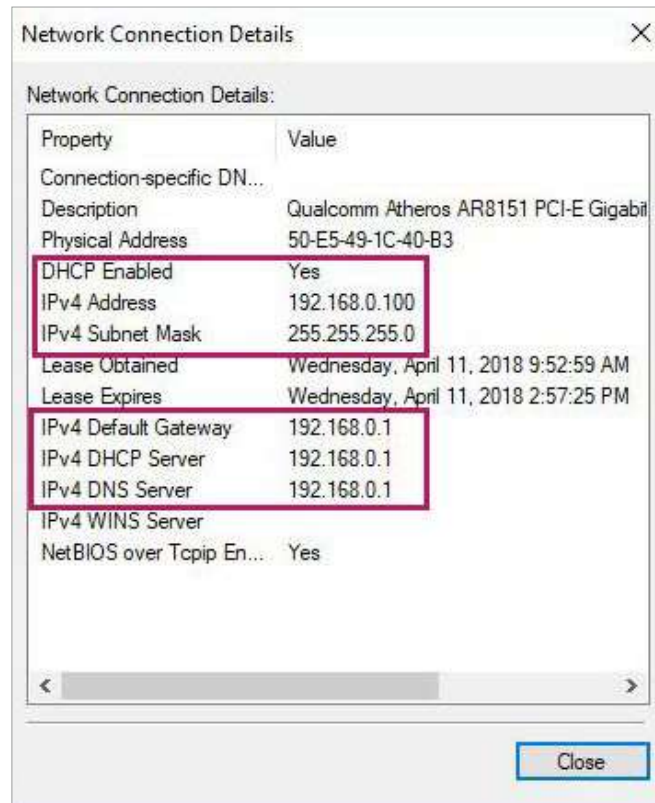 Network Connection Details
Network Connection Details:
Property Value
Connection-specific DN...
Description Qualcomm Atheros AR8151 PCI-E Gigabit
Physical Address 50-E5-49-1C-40-B3
DHCP Enabled Yes
IPv4 Address 192.168.0.100
IPv4 Subnet Mask 255.255.255.0
Lease Obtained Wednesday, April 11, 2018 9:52:59 AM
Lease Expires Wednesday, April 11, 2018 2:57:25 PM
IPv4 Default Gateway 192.168.0.1
IPv4 DHCP Server 192.168.0.1
IPv4 DNS Server 192.168.0.1
IPv4 WINS Server
NetBIOS over Tcpip En... Yes
Close